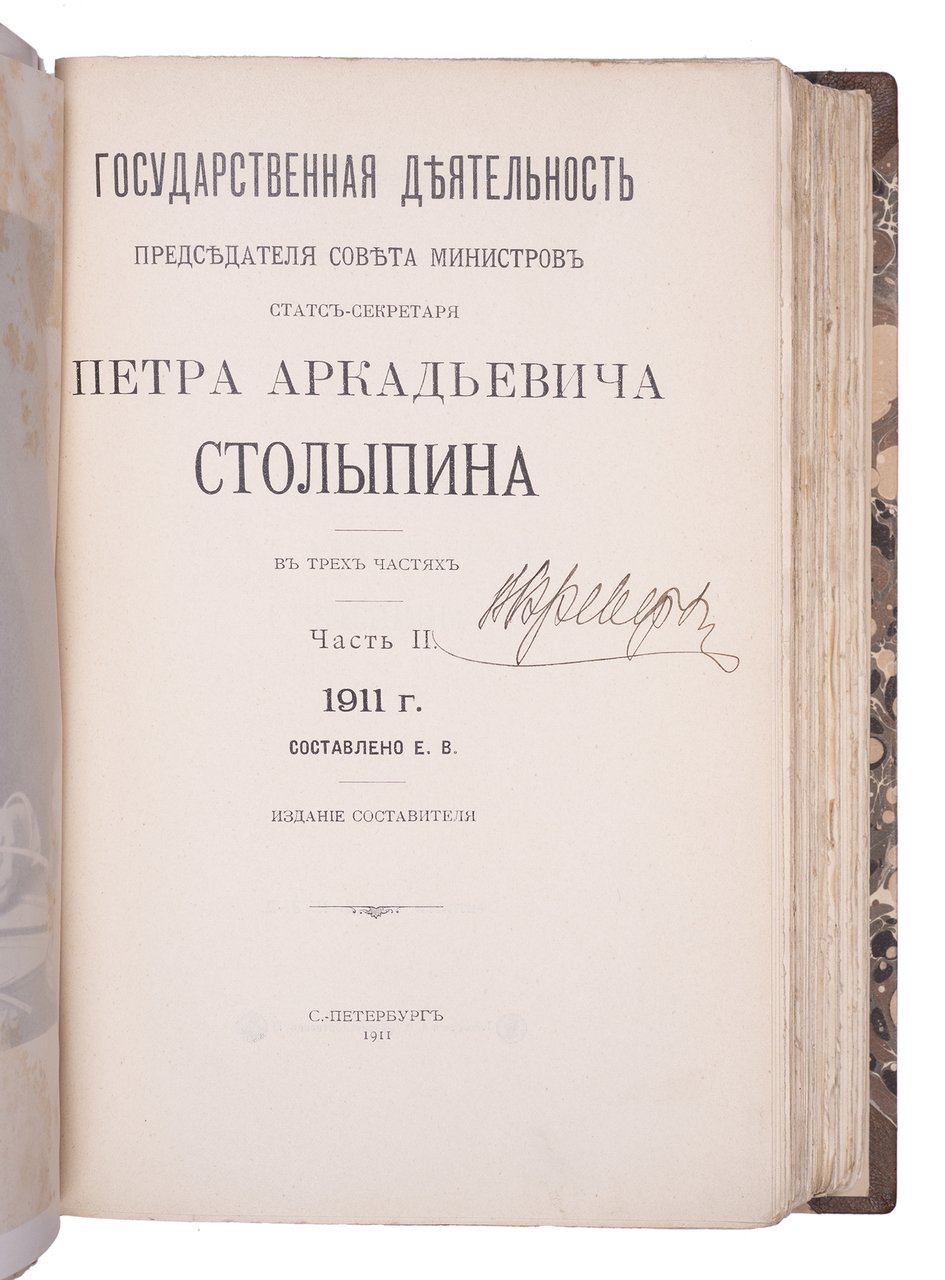 ГОСУДАРСТВЕННАЯ ДѢЯТЕЛЬНОСТЬ
ПРЕДСѢДАТЕЛЯ СОВѢТА МИНИСТРОВЪ
СТАТСЪ-СЕКРЕТАРЯ
ПЕТРА АРКАДЬЕВИЧА
СТОЛЫПИНА
ВЪ ТРЕХЪ ЧАСТЯХЪ
Часть II.
1911 г.
СОСТАВЛЕНО Е. В.
ИЗДАНІЕ СОСТАВИТЕЛЯ
С.-ПЕТЕРБУРГЪ
1911